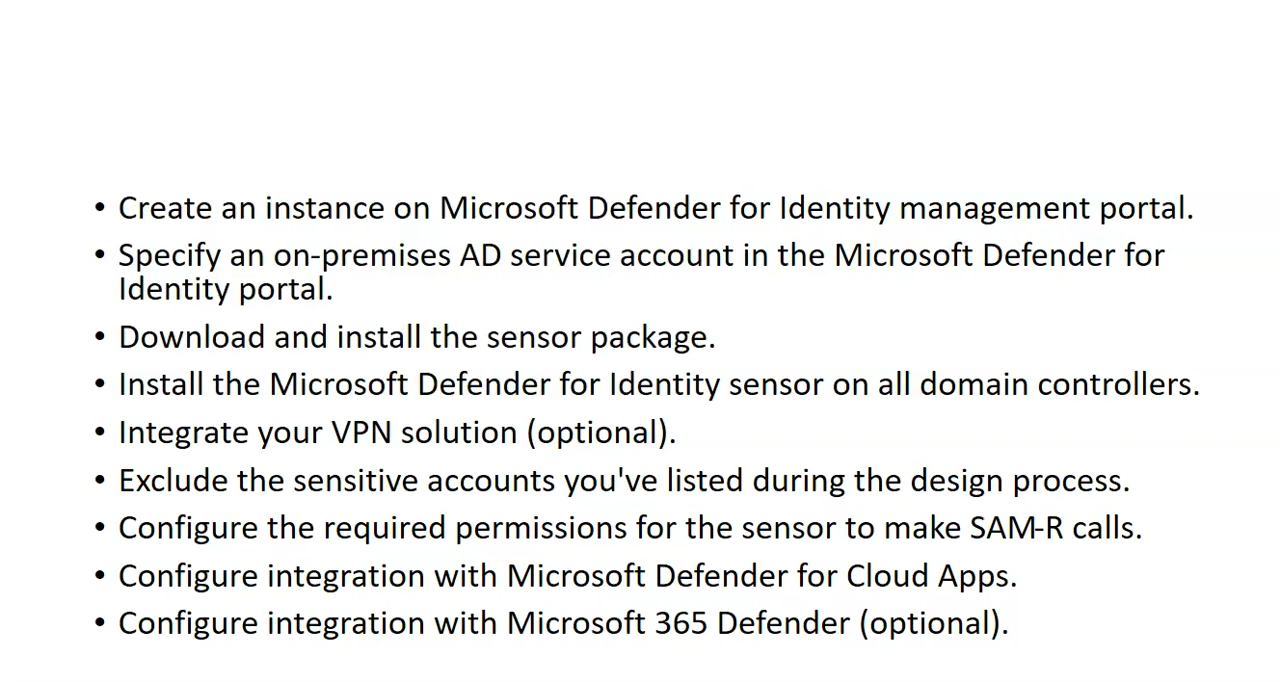 • Create an instance on Microsoft Defender for Identity management portal.
• Specify an on-premises AD service account in the Microsoft Defender for
Identity portal.
• Download and install the sensor package.
• Install the Microsoft Defender for Identity sensor on all domain controllers.
• Integrate your VPN solution (optional).
• Exclude the sensitive accounts you've listed during the design process.
• Configure the required permissions for the sensor to make SAM-R calls.
• Configure integration with Microsoft Defender for Cloud Apps.
• Configure integration with Microsoft 365 Defender (optional).